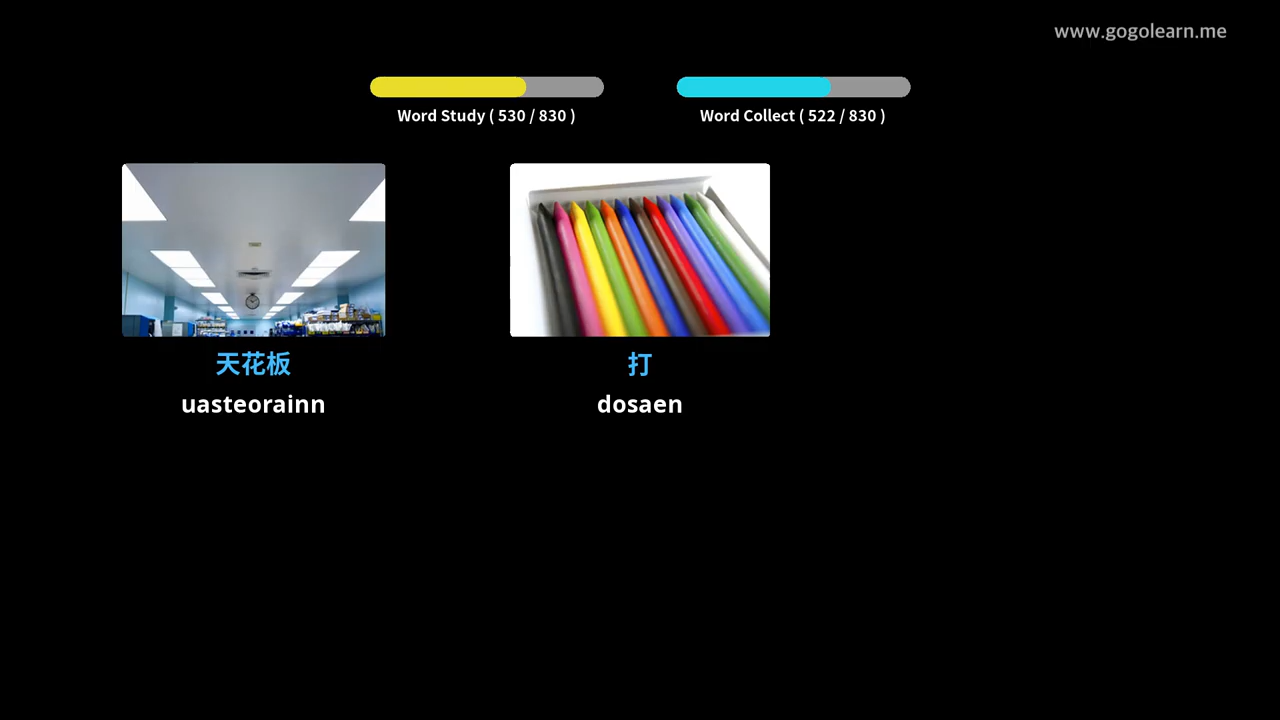 www.gogolearn.me
Word Study ( 530 / 830 )
Word Collect ( 522 / 830 )
天花板
打
uasteorainn
dosaen